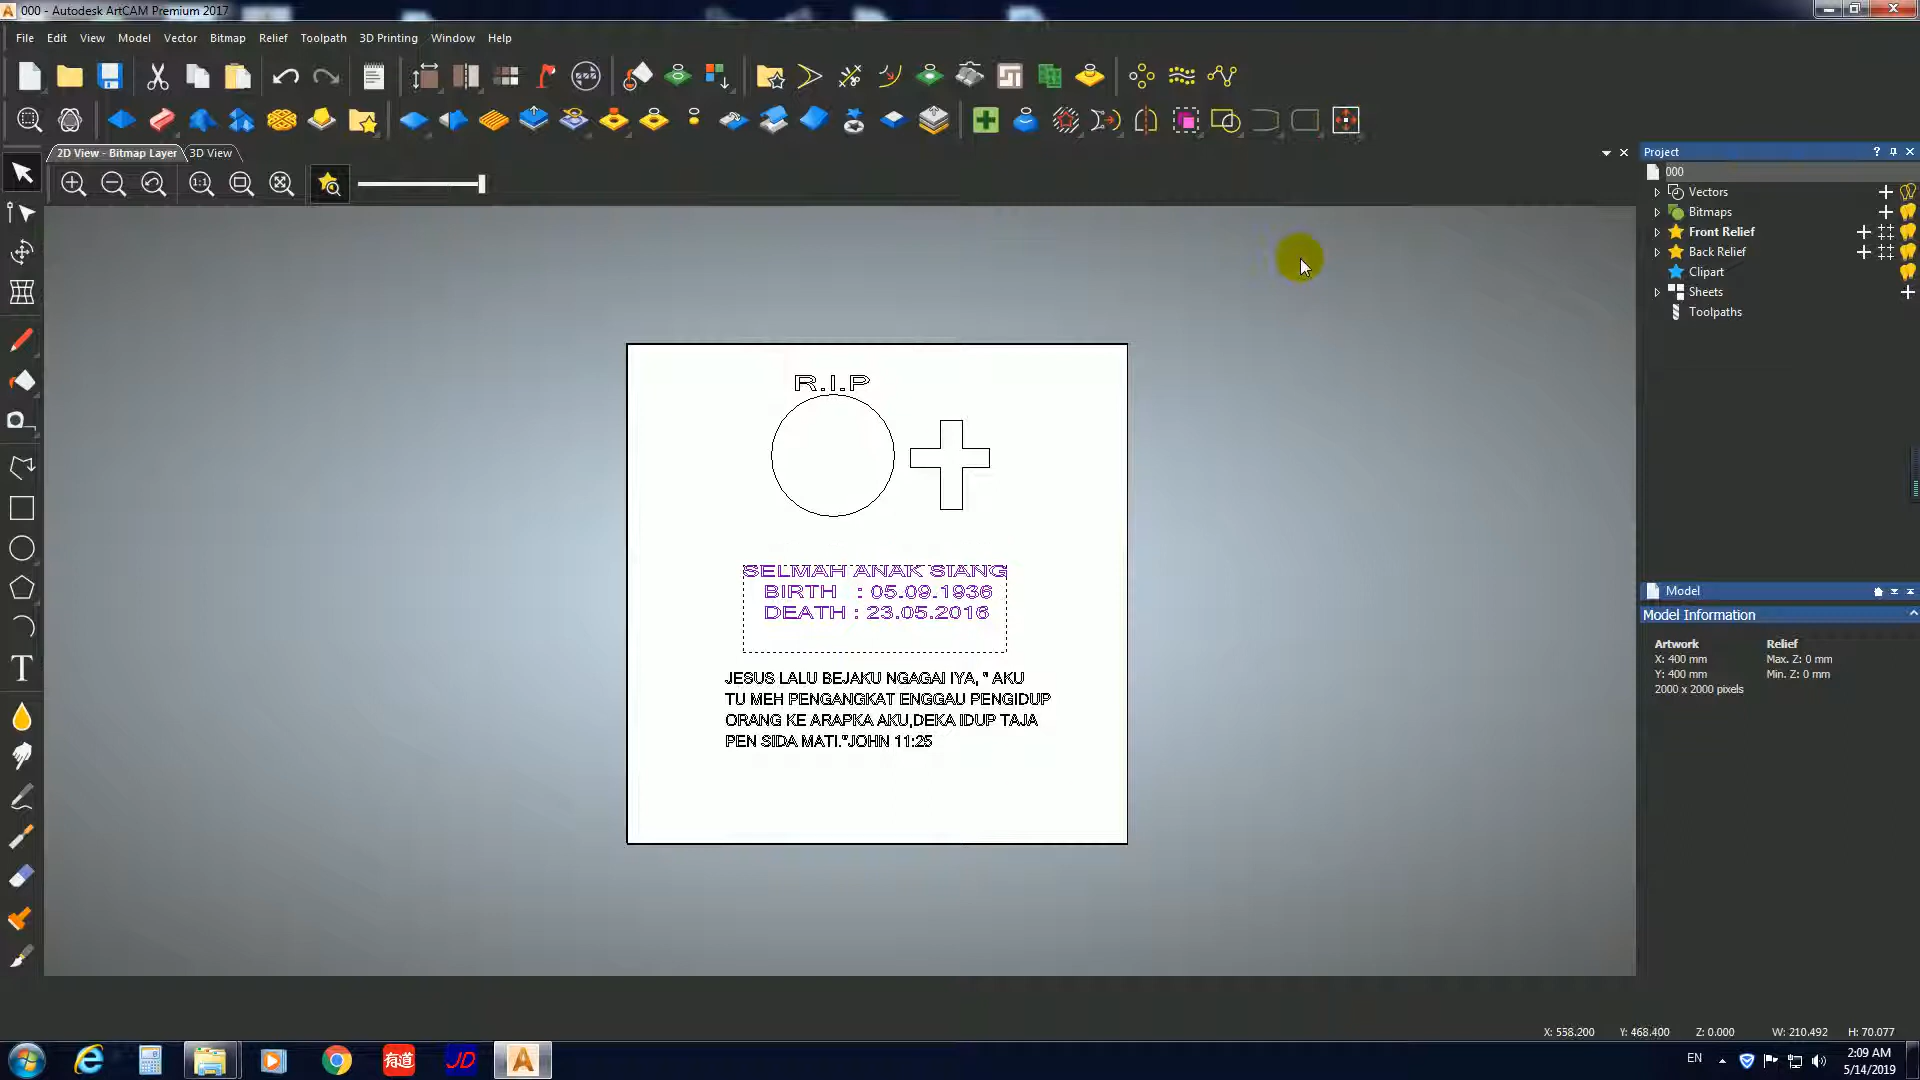 000 - Autodesk ArtCAM Premium 2017
File Edit View Model Vector Bitmap Relief Toolpath 3D Printing Window Help
2D View - Bitmap Layer 3D View
1:1
Project
000
Vectors
Bitmaps
Front Relief
Back Relief
Clipart
Sheets
Toolpaths
R.I.P
SELMAH ANAK SIANG
BIRTH : 05.09.1936
DEATH : 23.05.2016
JESUS LALU BEJAKU NGAGAI IYA, " AKU
TU MEH PENGANGKAT ENGGAU PENGIDUP
ORANG KE ARAPKA AKU,DEKA IDUP TAJA
PEN SIDA MATI."JOHN 11:25
Model
Model Information
Artwork Relief
X: 400 mm Max. Z: 0 mm
Y: 400 mm Min. Z: 0 mm
2000 x 2000 pixels
X: 558.200 Y: 468.400 Z: 0.000 W: 210.492 H: 70.077
有道 JD
EN
2:09 AM
5/14/2019